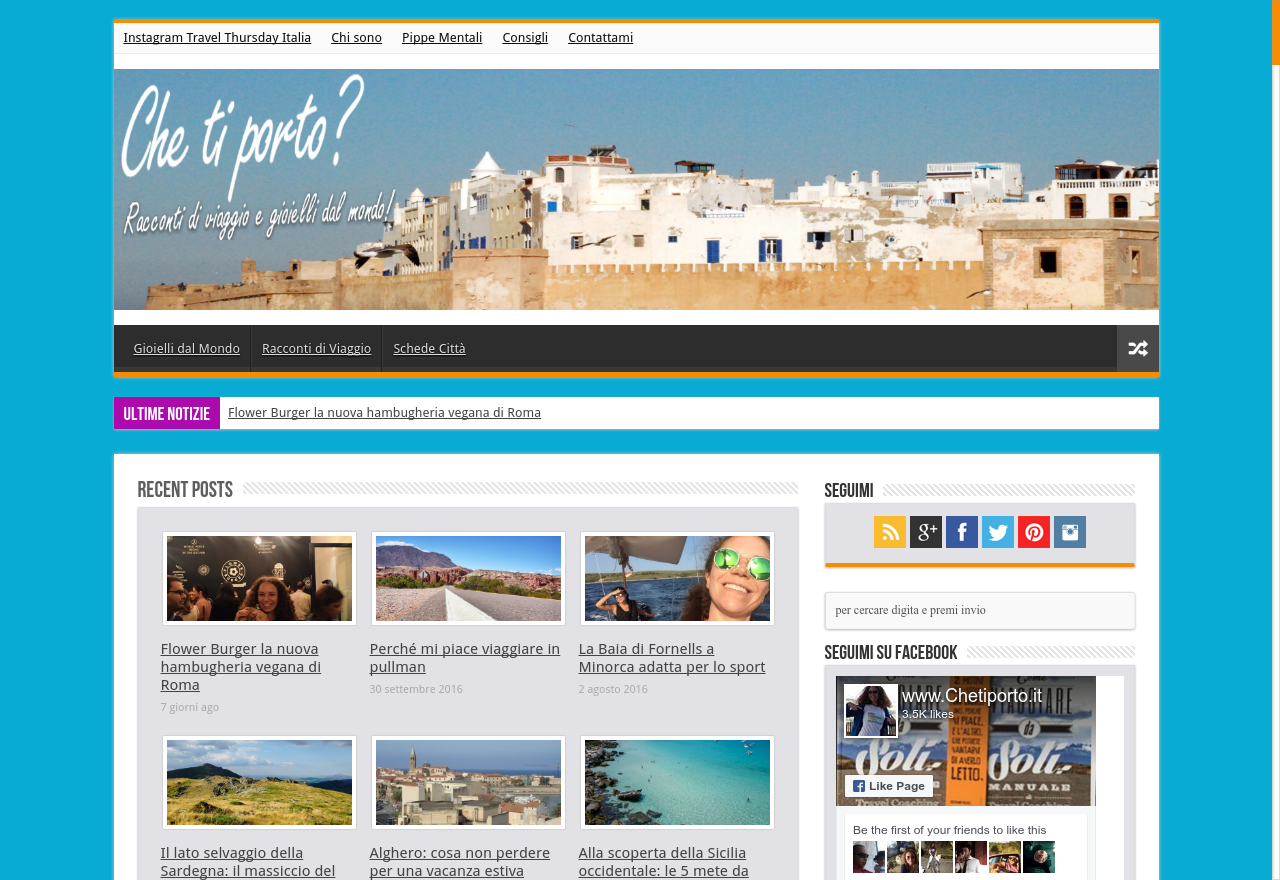 Instagram Travel Thursday Italia Chi sono Pippe Mentali Consigli Contattami
Che ti porto?
Racconti di viaggio e gioielli dal mondo!
Gioielli dal Mondo Racconti di Viaggio Schede Città
ULTIME NOTIZIE Flower Burger la nuova hambugheria vegana di Roma
RECENT POSTS
Flower Burger la nuova
hambugheria vegana di
Roma
7 giorni ago
Perché mi piace viaggiare in
pullman
30 settembre 2016
La Baia di Fornells a
Minorca adatta per lo sport
2 agosto 2016
Il lato selvaggio della
Sardegna: il massiccio del
Alghero: cosa non perdere
per una vacanza estiva
Alla scoperta della Sicilia
occidentale: le 5 mete da
SEGUIMI
per cercare digita e premi invio
SEGUIMI SU FACEBOOK
www.Chetiporto.it
3.5K likes
Like Page
Be the first of your friends to like this